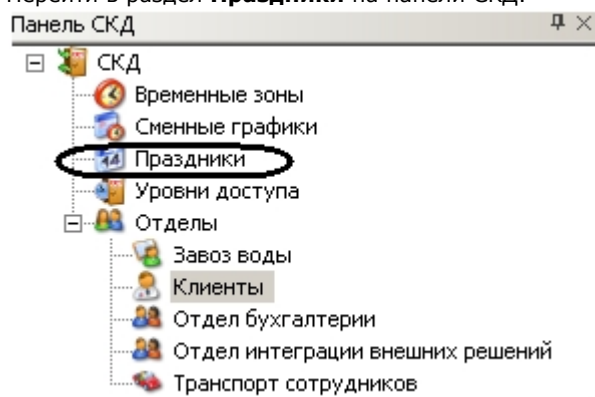 Перейти в раздел Праздники на панели СКД.
Панель СКД
СКД
Временные зоны
Сменные графики
Праздники
Уровни доступа
Отделы
Завоз воды
Клиенты
Отдел бухгалтерии
Отдел интеграции внешних решений
Транспорт сотрудников